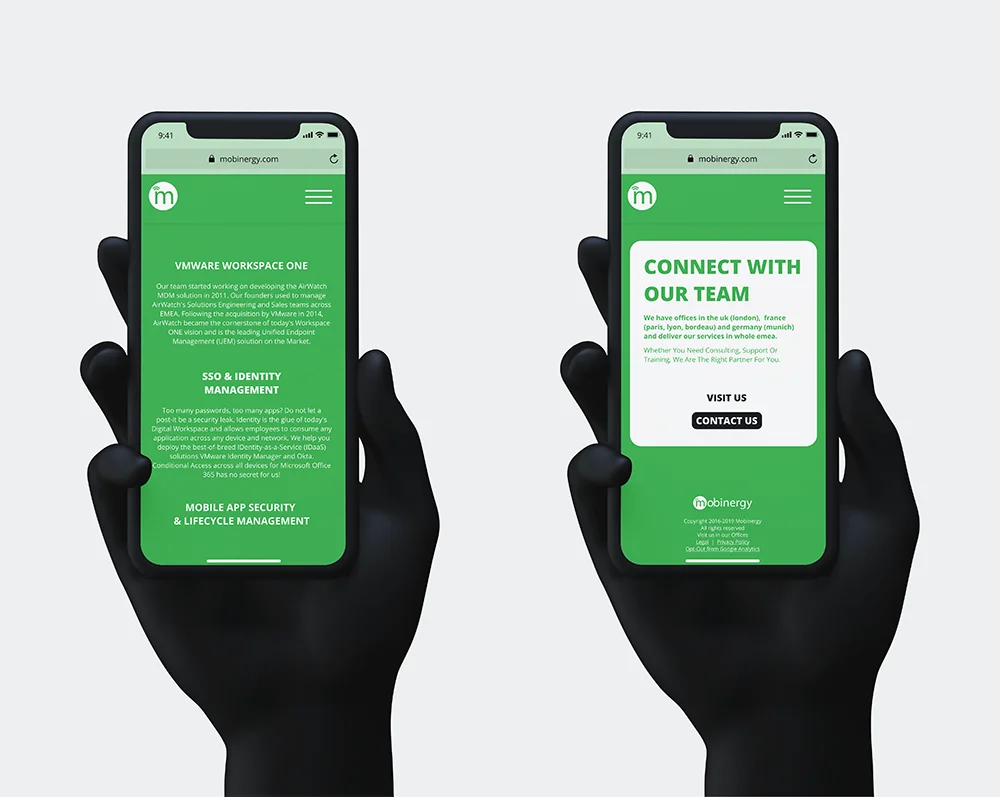 9:41
mobinergy.com
m
VMWARE WORKSPACE ONE
Our team started working on developing the AirWatch
MDM solution in 2011. Our founders used to manage
AirWatch's Solutions Engineering and Sales teams across
EMEA. Following the acquisition by VMware in 2014,
AirWatch became the cornerstone of today's Workspace
ONE vision and is the leading Unified Endpoint
Management (UEM) solution on the Market.
SSO & IDENTITY
MANAGEMENT
Too many passwords, too many apps? Do not let a
post-it be a security leak. Identity is the glue of today's
Digital Workspace and allows employees to consume any
application across any device and network. We help you
deploy the best-of-breed IDentity-as-a-Service (IDaaS)
solutions VMware Identity Manager and Okta.
Conditional Access across all devices for Microsoft Office
365 has no secret for us!
MOBILE APP SECURITY
& LIFECYCLE MANAGEMENT
9:41
mobinergy.com
m
CONNECT WITH
OUR TEAM
We have offices in the uk (london), france
(paris, lyon, bordeau) and germany (munich)
and deliver our services in whole emea.
Whether You Need Consulting, Support Or
Training, We Are The Right Partner For You.
VISIT US
CONTACT US
mobinergy
Copyright 2016-2019 Mobinergy
All rights reserved
Visit us in our Offices
Legal | Privacy Policy
Opt-Out from Google Analytics